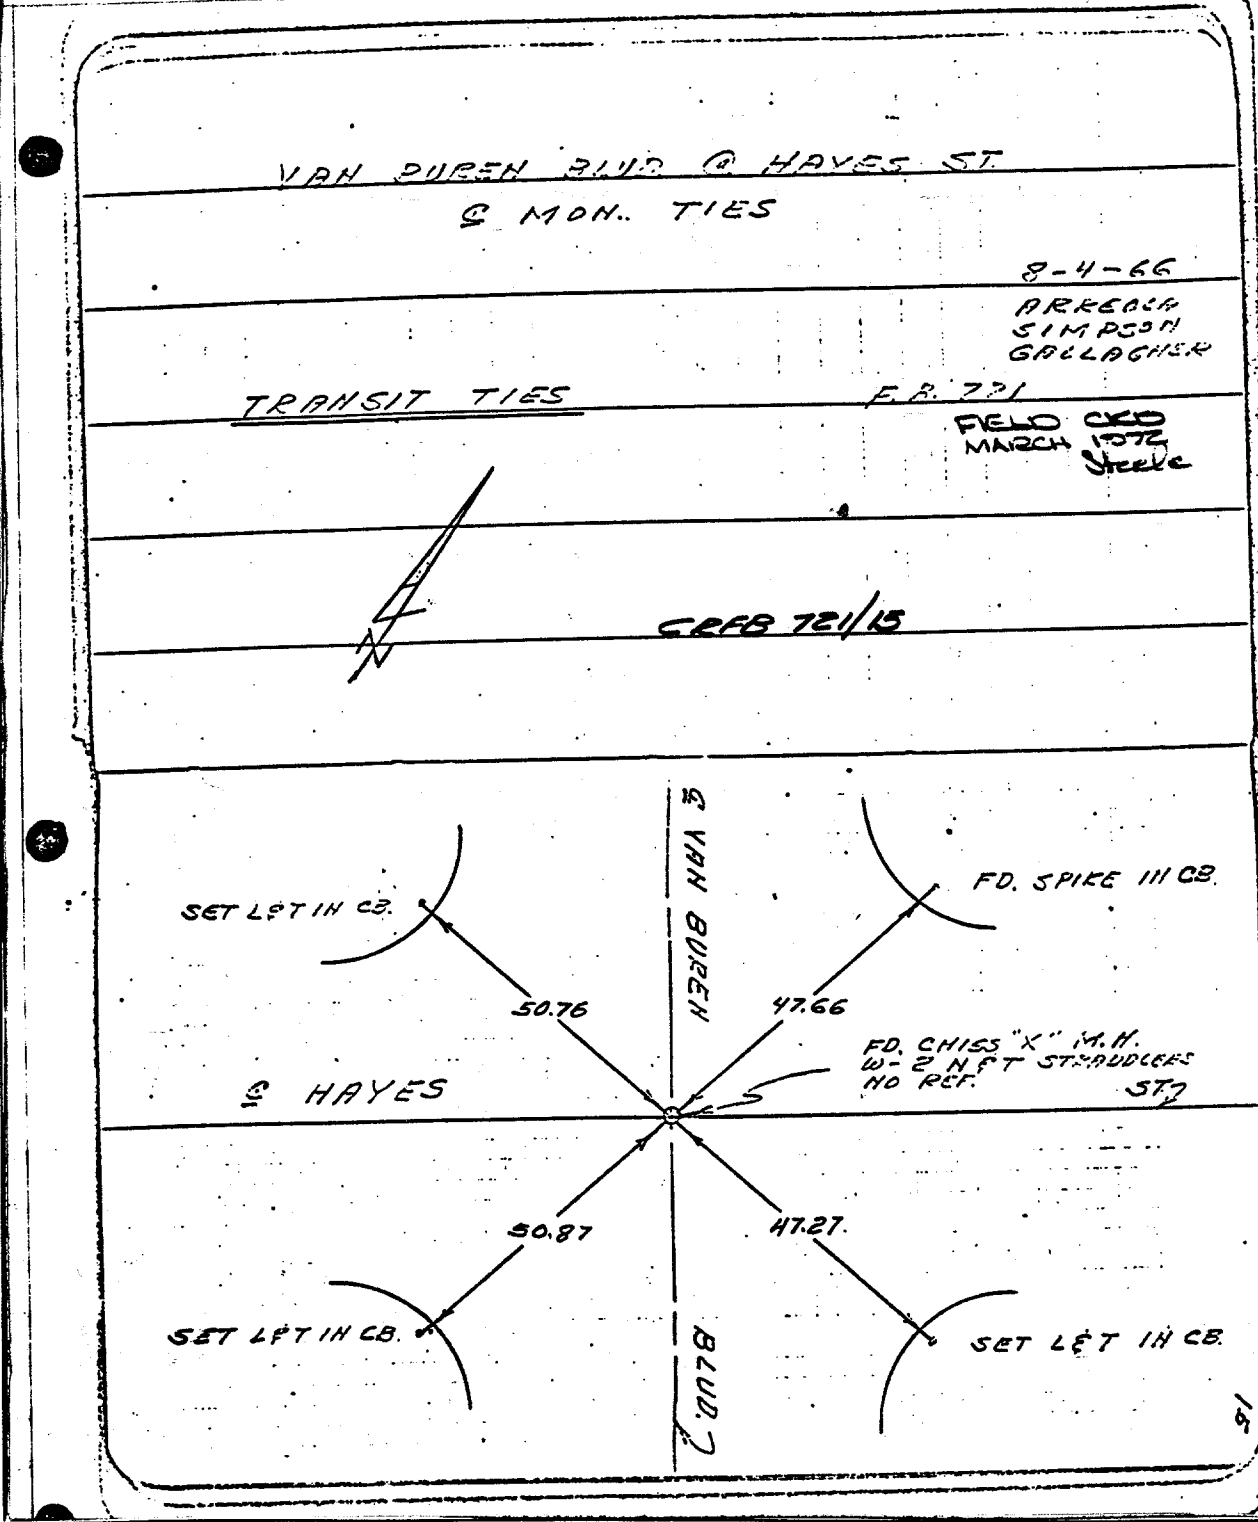 VAN BUREN BLVD @ HAYES ST.
℄ MON. TIES
8-4-66
SIMPSON
GALLAGHER
TRANSIT TIES
F.B. 721
FIELD CKD
MARCH 1972
Steele
N
CRFB 721/15
℄ VAN BUREN
SET L&T IN CB.
FD. SPIKE IN CB.
50.76
47.66
FD. CHISS "X" M.H.
W-2 N & T STRADDLERS
NO REF.
℄ HAYES
ST.
50.87
47.27
SET L&T IN CB.
SET L&T IN CB.
BLVD.
15